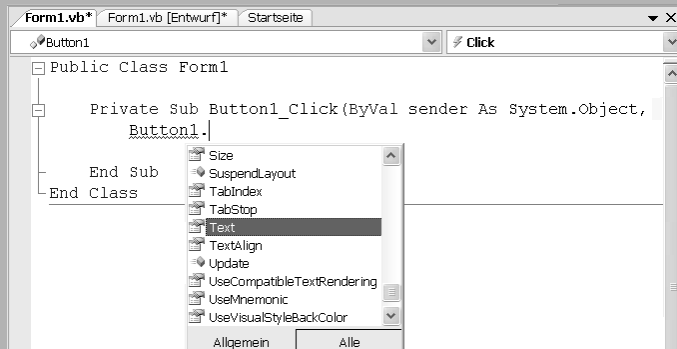 Form1.vb* Form1.vb [Entwurf]* Startseite
Button1 Click
Public Class Form1
Private Sub Button1_Click(ByVal sender As System.Object,
Button1.
Size
SuspendLayout
TabIndex
TabStop
Text
TextAlign
Update
UseCompatibleTextRendering
UseMnemonic
UseVisualStyleBackColor
Allgemein Alle
End Sub
End Class